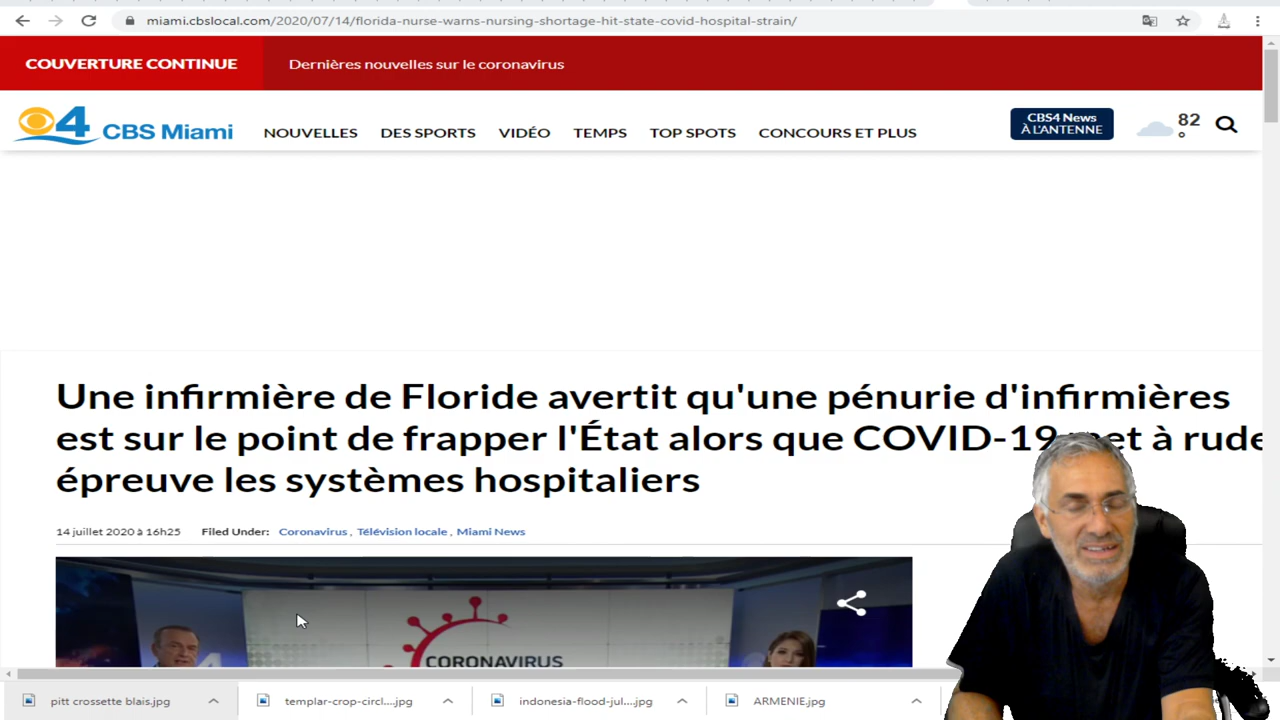 miami.cbslocal.com/2020/07/14/florida-nurse-warns-nursing-shortage-hit-state-covid-hospital-strain/
COUVERTURE CONTINUE Dernières nouvelles sur le coronavirus
4 CBS Miami NOUVELLES DES SPORTS VIDÉO TEMPS TOP SPOTS CONCOURS ET PLUS CBS4 News 82
À L'ANTENNE °
Une infirmière de Floride avertit qu'une pénurie d'infirmières
est sur le point de frapper l'État alors que COVID-19 met à rude
épreuve les systèmes hospitaliers
14 juillet 2020 à 16h25 Filed Under: Coronavirus , Télévision locale , Miami News
CORONAVIRUS
pitt crossette blais.jpg templar-crop-circl....jpg indonesia-flood-jul....jpg ARMENIE.jpg